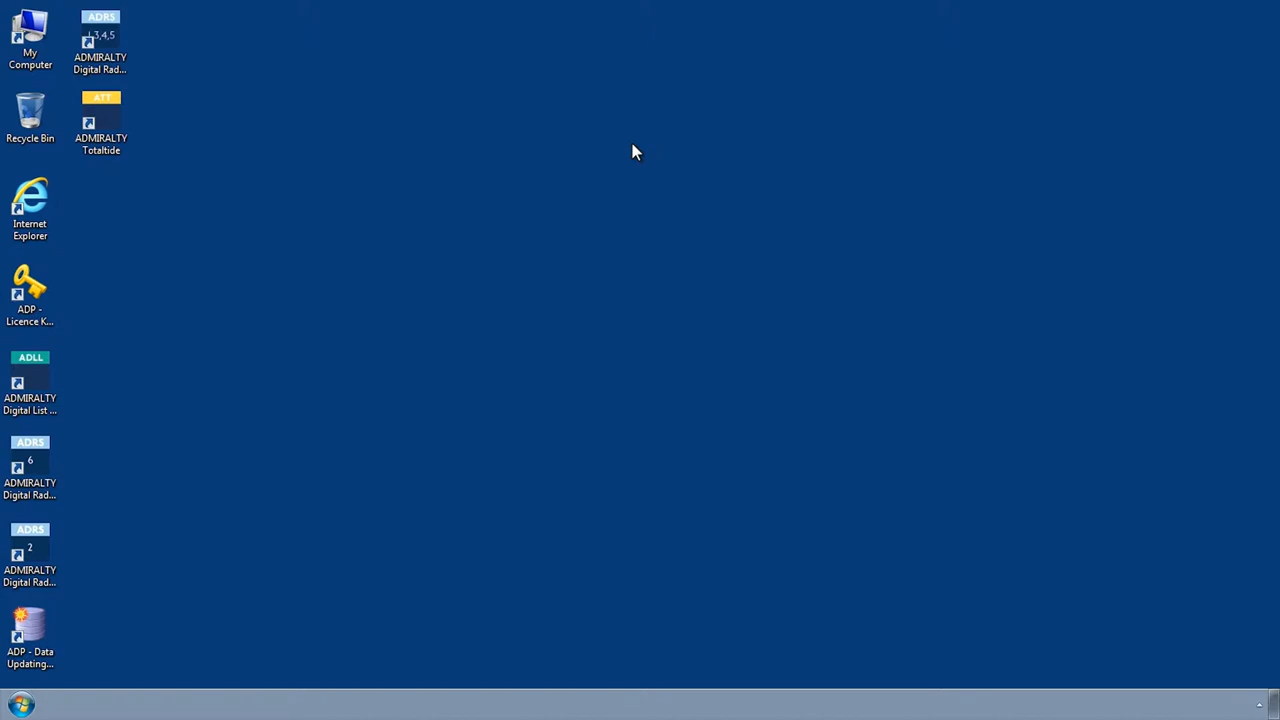 My
Computer
Recycle Bin
Internet
Explorer
ADP -
Licence K...
ADLL
ADMIRALTY
Digital List ...
ADRS
6
ADMIRALTY
Digital Rad...
ADRS
2
ADMIRALTY
Digital Rad...
ADP - Data
Updating...
ADRS
1,3,4,5
ADMIRALTY
Digital Rad...
ATT
ADMIRALTY
Totaltide